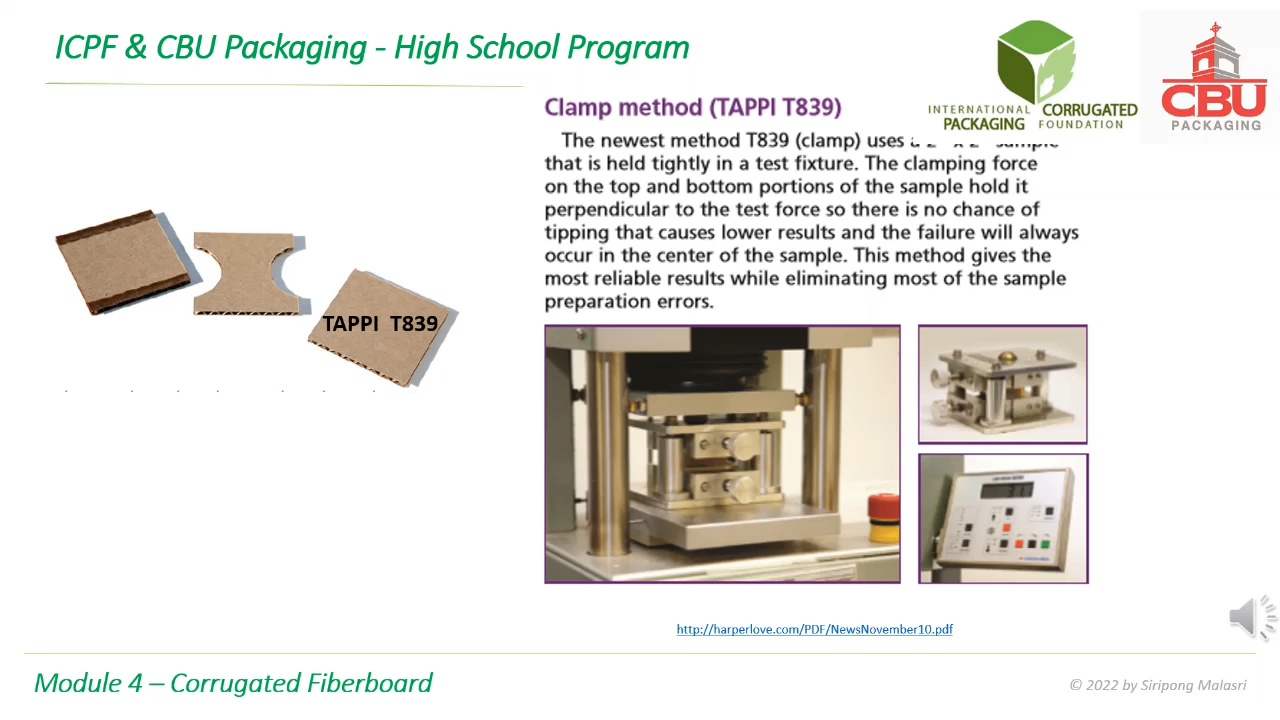 ICPF & CBU Packaging - High School Program
INTERNATIONAL CORRUGATED
PACKAGING FOUNDATION
CBU
PACKAGING
Clamp method (TAPPI T839)
The newest method T839 (clamp) uses
that is held tightly in a test fixture. The clamping force
on the top and bottom portions of the sample hold it
perpendicular to the test force so there is no chance of
tipping that causes lower results and the failure will always
occur in the center of the sample. This method gives the
most reliable results while eliminating most of the sample
preparation errors.
TAPPI T839
http://harperlove.com/PDF/NewsNovember10.pdf
Module 4 – Corrugated Fiberboard
© 2022 by Siripong Malasri